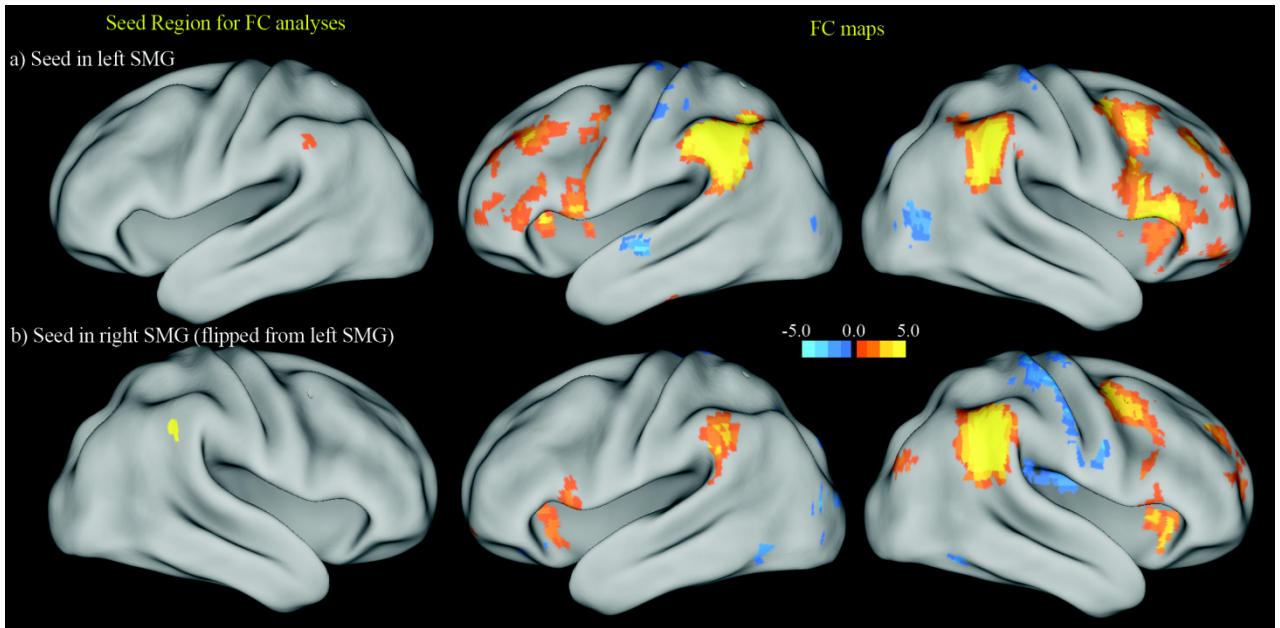 Seed Region for FC analyses
FC maps
a) Seed in left SMG
b) Seed in right SMG (flipped from left SMG)
-5.0 0.0 5.0